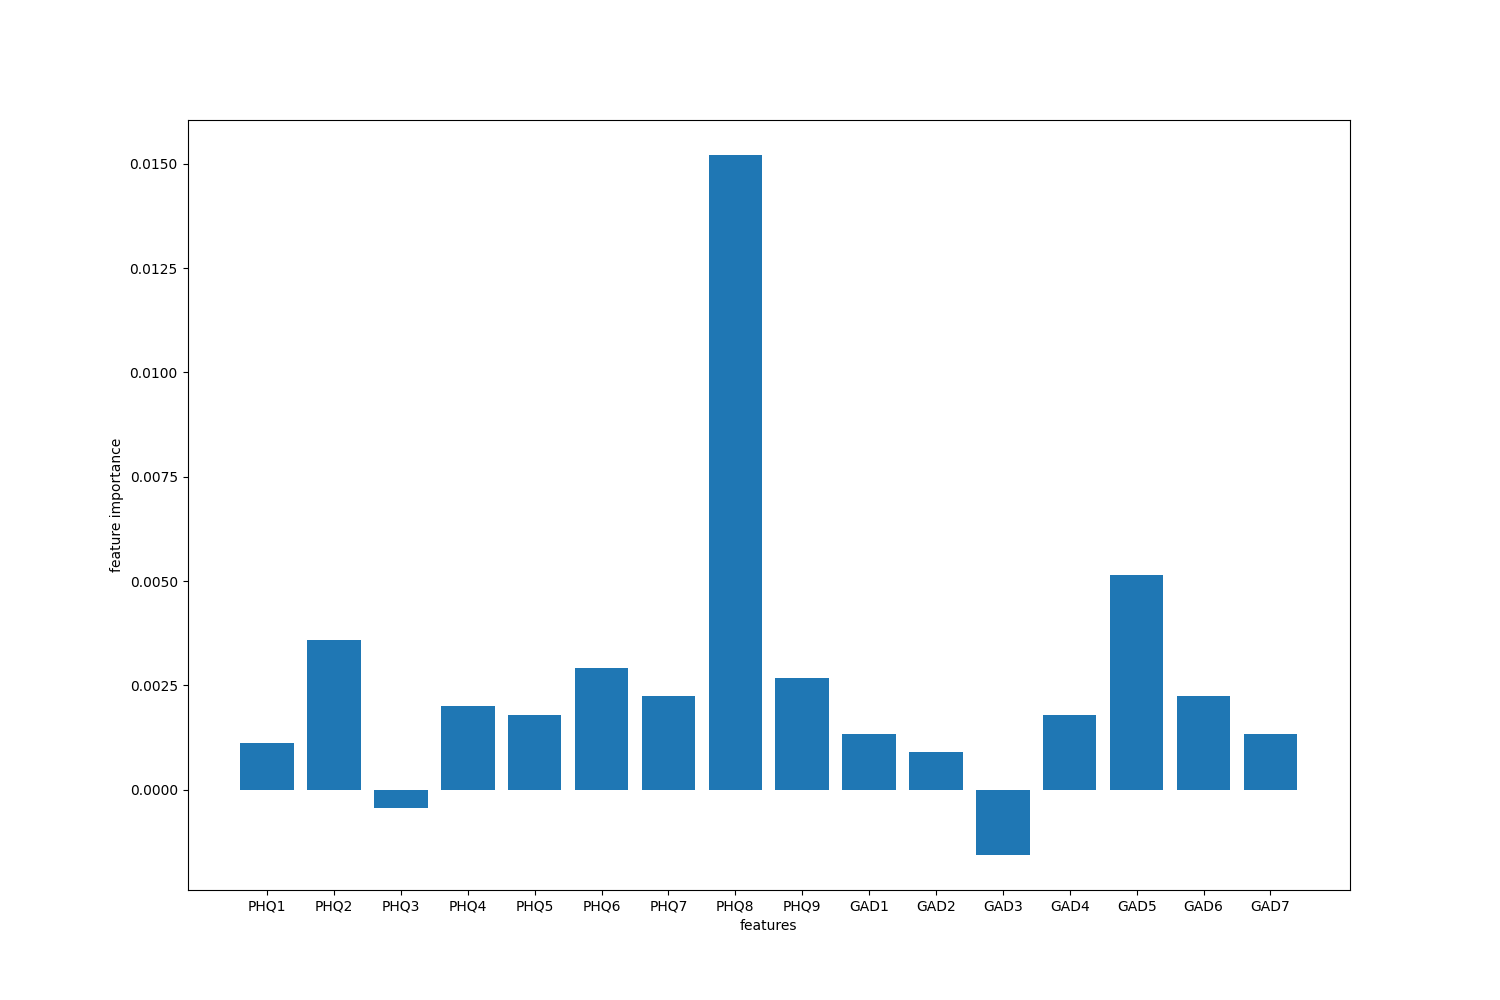 feature importance
0.0150
0.0125
0.0100
0.0075
0.0050
0.0025
0.0000
PHQ1 PHQ2 PHQ3 PHQ4 PHQ5 PHQ6 PHQ7 PHQ8 PHQ9 GAD1 GAD2 GAD3 GAD4 GAD5 GAD6 GAD7
features